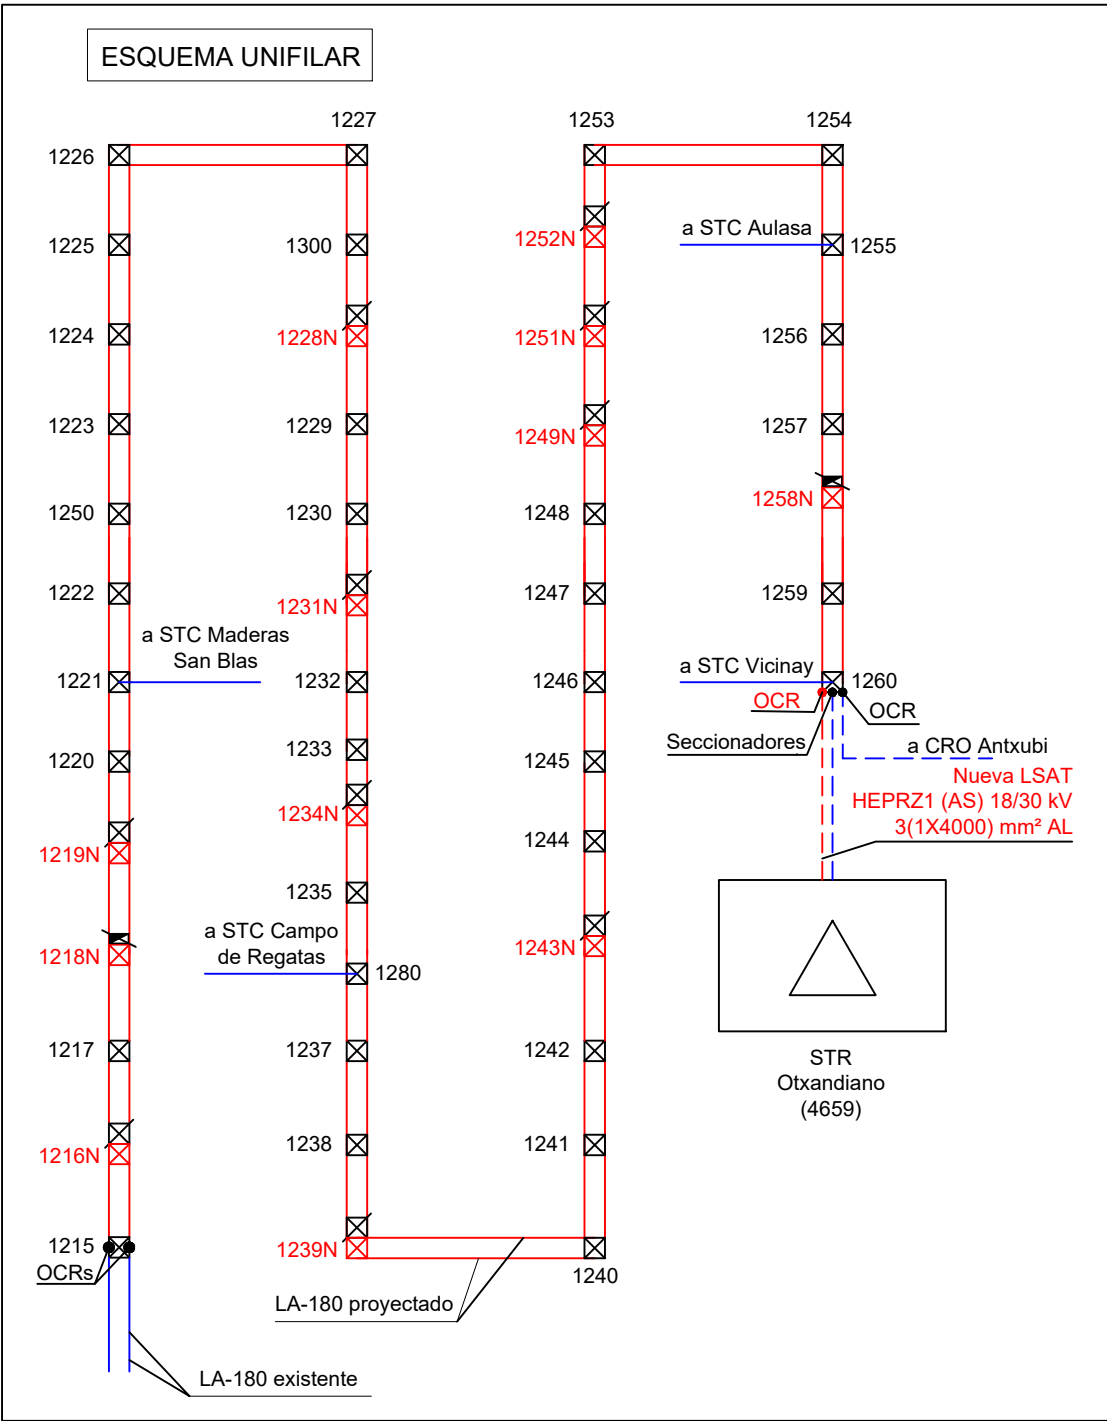 ESQUEMA UNIFILAR
1226
1225
1224
1223
1250
1222
1221
a STC Maderas
San Blas
1220
1219N
1218N
1217
1216N
1215
OCRs
LA-180 existente
1227
1300
1228N
1229
1230
1231N
1232
1233
1234N
1235
a STC Campo
de Regatas
1280
1237
1238
1239N
LA-180 proyectado
1253
1252N
1251N
1249N
1248
1247
1246
1245
1244
1243N
1242
1241
1240
1254
a STC Aulasa
1255
1256
1257
1258N
1259
a STC Vicinay
1260
OCR
OCR
Seccionadores
a CRO Antxubi
Nueva LSAT
HEPRZ1 (AS) 18/30 kV
3(1X4000) mm² AL
STR
Otxandiano
(4659)